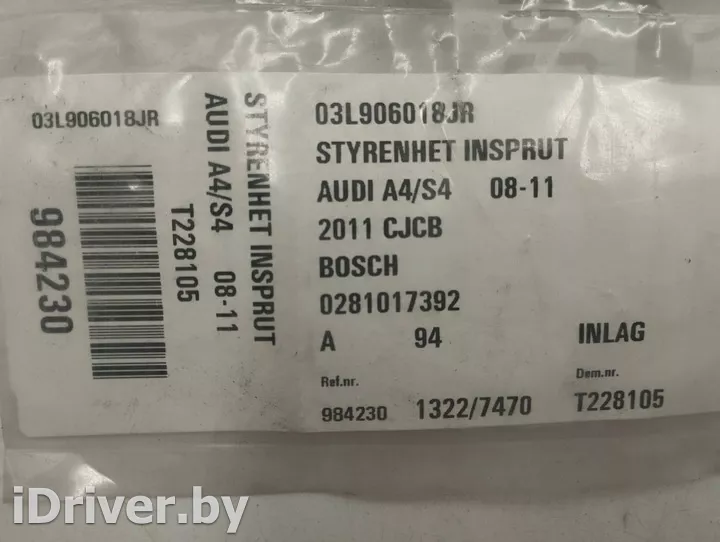 03L906018JR
984230
T228105
AUDI A4/S4 08-11
STYRENHET INSPRUT
03L906018JR
STYRENHET INSPRUT
AUDI A4/S4 08-11
2011 CJCB
BOSCH
0281017392
A 94 INLAG
Ref.nr. Dem.nr.
984230 1322/7470 T228105
iDriver.by